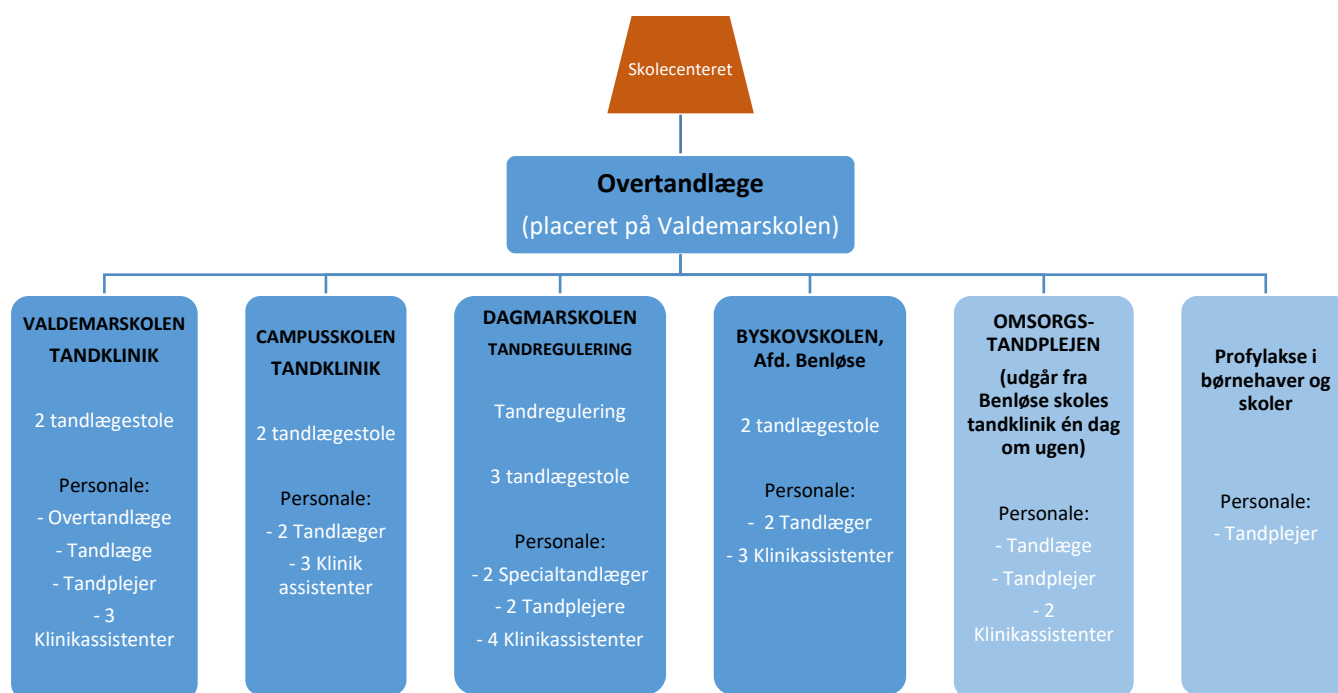 Skolecenteret
Overtandlæge
(placeret på Valdemarskolen)
VALDEMARSKOLEN
TANDKLINIK
2 tandlægestole
Personale:
- Overtandlæge
- Tandlæge
- Tandplejer
- 3
Klinikassistenter
CAMPUSSKOLEN
TANDKLINIK
2 tandlægestole
Personale:
- 2 Tandlæger
- 3 Klinik
assistenter
DAGMARSKOLEN
TANDREGULERING
Tandregulering
3 tandlægestole
Personale:
- 2 Specialtandlæger
- 2 Tandplejere
- 4 Klinikassistenter
BYSKOVSKOLEN,
Afd. Benløse
2 tandlægestole
Personale:
- 2 Tandlæger
- 3 Klinikassistenter
OMSORGS-
TANDPLEJEN
(udgår fra
Benløse skoles
tandklinik én dag
om ugen)
Personale:
- Tandlæge
- Tandplejer
- 2
Klinikassistenter
Profylakse i
børnehaver og
skoler
Personale:
- Tandplejer